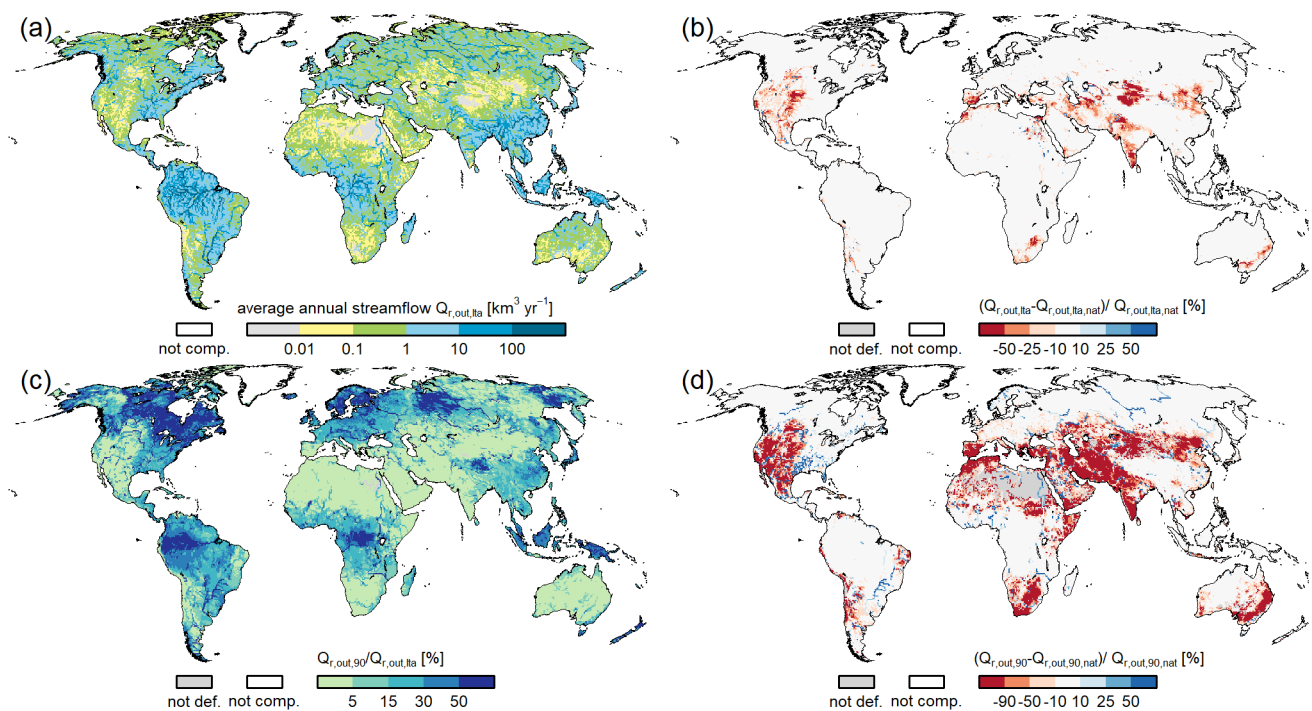 (a)
average annual streamflow Qr,out,lta [km³ yr⁻¹]
not comp.
0.01 0.1 1 10 100
(b)
(Qr,out,lta-Qr,out,lta,nat)/ Qr,out,lta,nat [%]
not def. not comp.
-50 -25 -10 10 25 50
(c)
Qr,out,90/Qr,out,lta [%]
not def. not comp.
5 15 30 50
(d)
(Qr,out,90-Qr,out,90,nat)/ Qr,out,90,nat [%]
not def. not comp.
-90 -50 -10 10 25 50